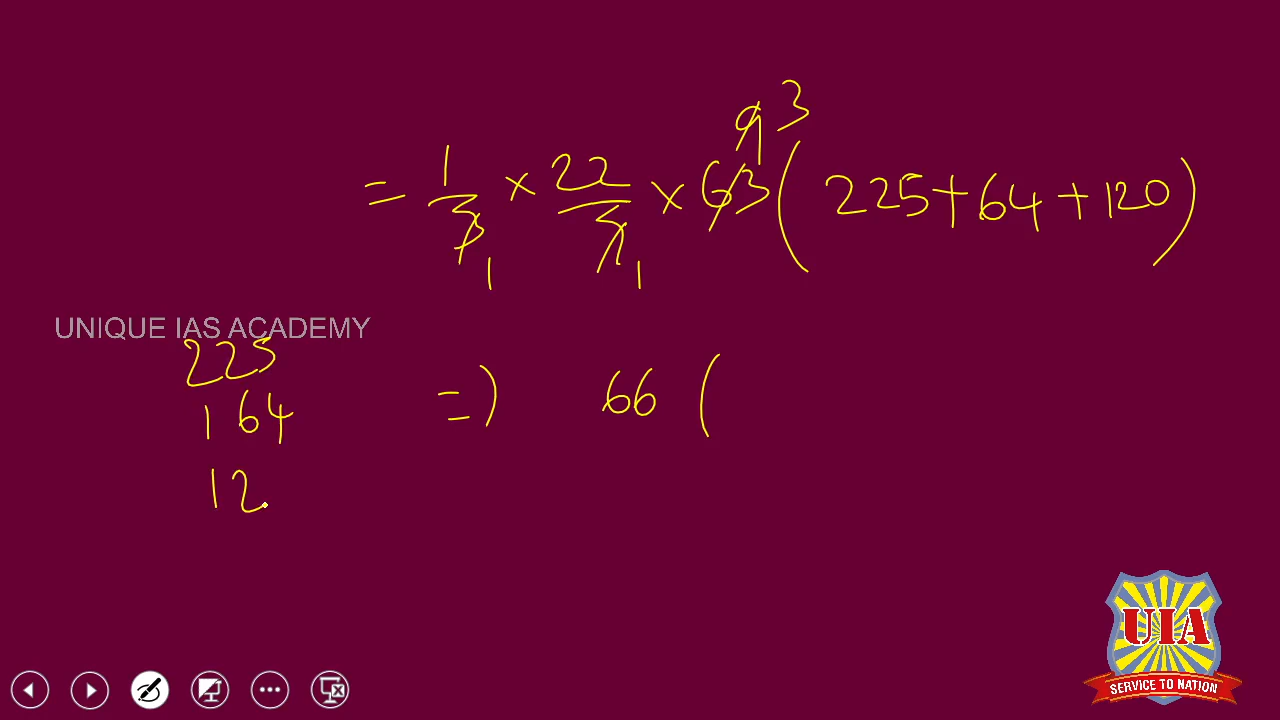 9 3
= 1/3 × 22/7 × 63 ( 225 + 64 + 120 )
1 1
UNIQUE IAS ACADEMY
225
164 => 66 (
12
UIA
SERVICE TO NATION